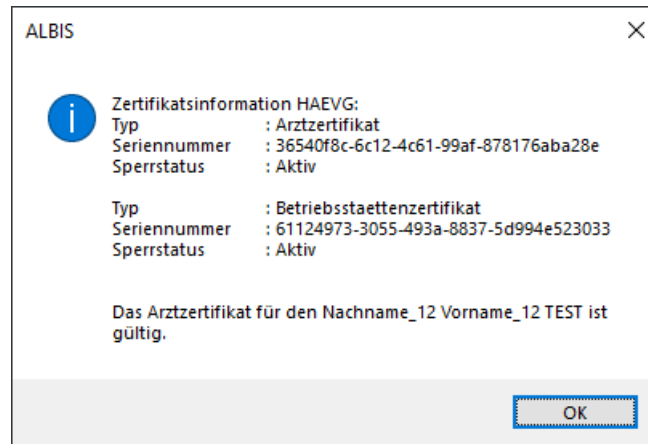 ALBIS
Zertifikatsinformation HAEVG:
Typ : Arztzertifikat
Seriennummer : 36540f8c-6c12-4c61-99af-878176aba28e
Sperrstatus : Aktiv
Typ : Betriebsstaettenzertifikat
Seriennummer : 61124973-3055-493a-8837-5d994e523033
Sperrstatus : Aktiv
Das Arztzertifikat für den Nachname_12 Vorname_12 TEST ist
gültig.
OK